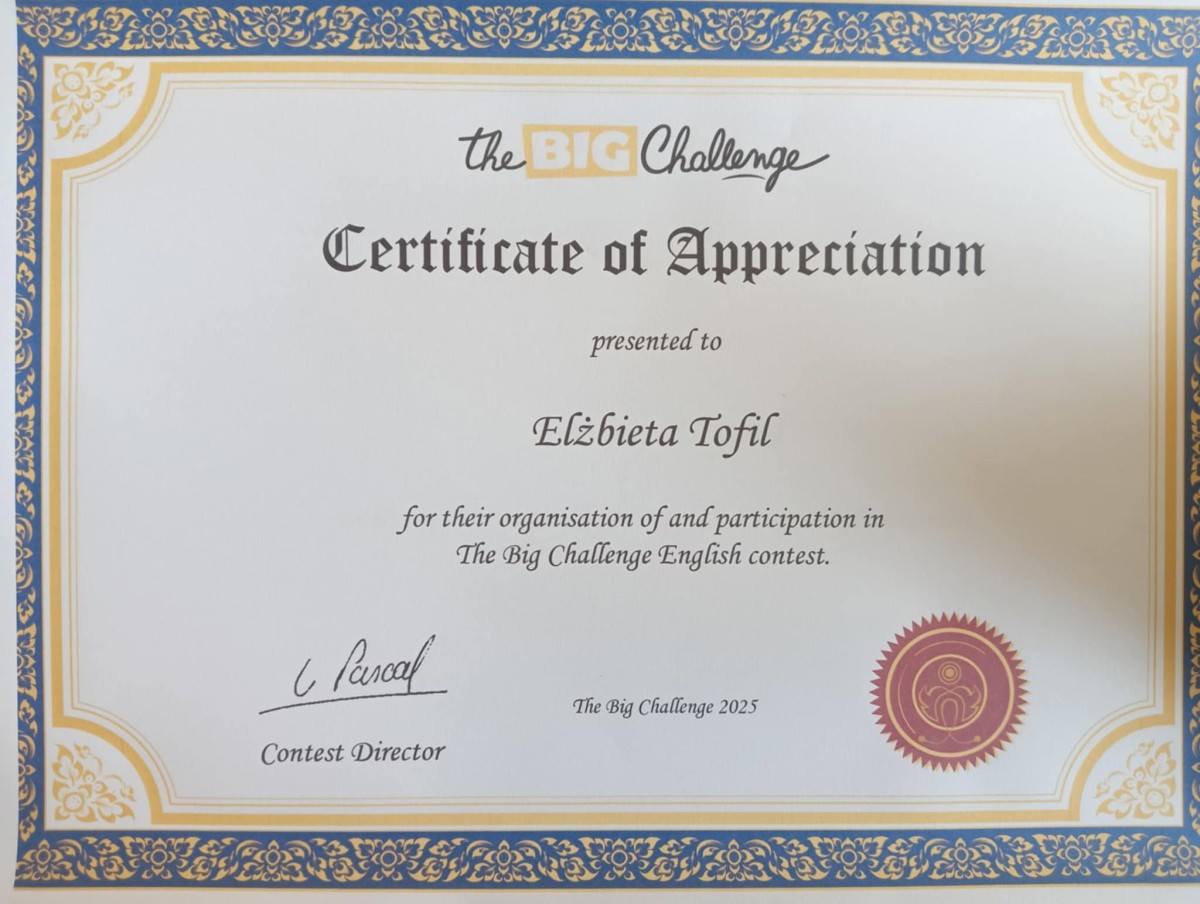 the BIG Challenge
Certificate of Appreciation
presented to
Elżbieta Tofil
for their organisation of and participation in
The Big Challenge English contest.
C Pascal
The Big Challenge 2025
Contest Director